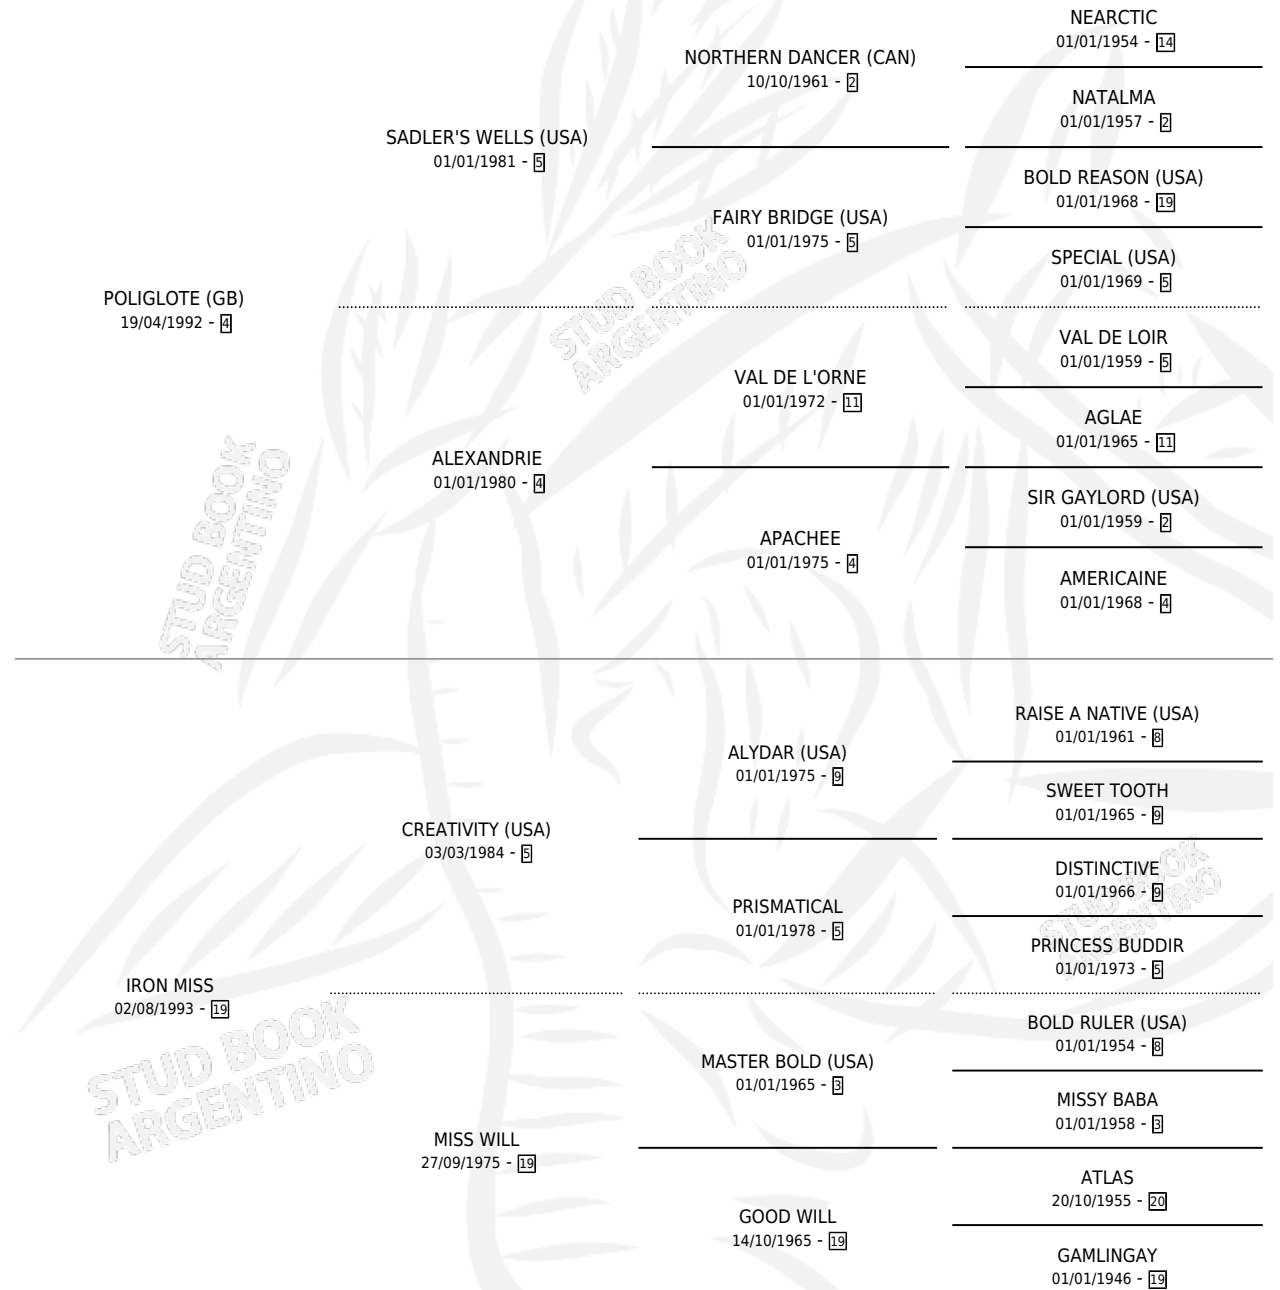 NEARCTIC
01/01/1954 - 14
NORTHERN DANCER (CAN)
10/10/1961 - 2
NATALMA
01/01/1957 - 2
SADLER'S WELLS (USA)
01/01/1981 - 5
BOLD REASON (USA)
01/01/1968 - 19
FAIRY BRIDGE (USA)
01/01/1975 - 5
SPECIAL (USA)
01/01/1969 - 5
STUD BOOK
ARGENTINO
POLIGLOTE (GB)
19/04/1992 - 4
VAL DE LOIR
01/01/1959 - 5
VAL DE L'ORNE
01/01/1972 - 11
AGLAE
01/01/1965 - 11
ALEXANDRIE
01/01/1980 - 4
SIR GAYLORD (USA)
01/01/1959 - 2
APACHEE
01/01/1975 - 4
AMERICAINE
01/01/1968 - 4
STUD BOOK
ARGENTINO
RAISE A NATIVE (USA)
01/01/1961 - 8
ALYDAR (USA)
01/01/1975 - 9
SWEET TOOTH
01/01/1965 - 9
CREATIVITY (USA)
03/03/1984 - 5
DISTINCTIVE
01/01/1966 - 9
PRISMATICAL
01/01/1978 - 5
PRINCESS BUDDIR
01/01/1973 - 5
STUD BOOK
ARGENTINO
IRON MISS
02/08/1993 - 19
BOLD RULER (USA)
01/01/1954 - 8
MASTER BOLD (USA)
01/01/1965 - 3
MISSY BABA
01/01/1958 - 3
STUD BOOK
ARGENTINO
MISS WILL
27/09/1975 - 19
ATLAS
20/10/1955 - 20
GOOD WILL
14/10/1965 - 19
GAMLINGAY
01/01/1946 - 19